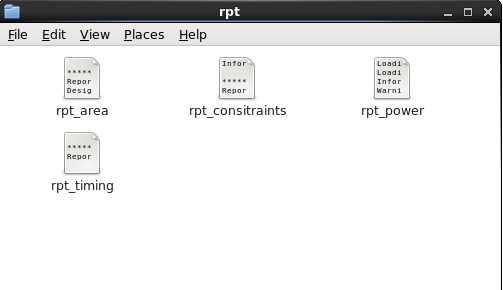 rpt
File Edit View Places Help
*****
Repor
Desig
rpt_area
Infor
*****
Repor
rpt_consitraints
Loadi
Loadi
Infor
Warni
rpt_power
*****
Repor
rpt_timing